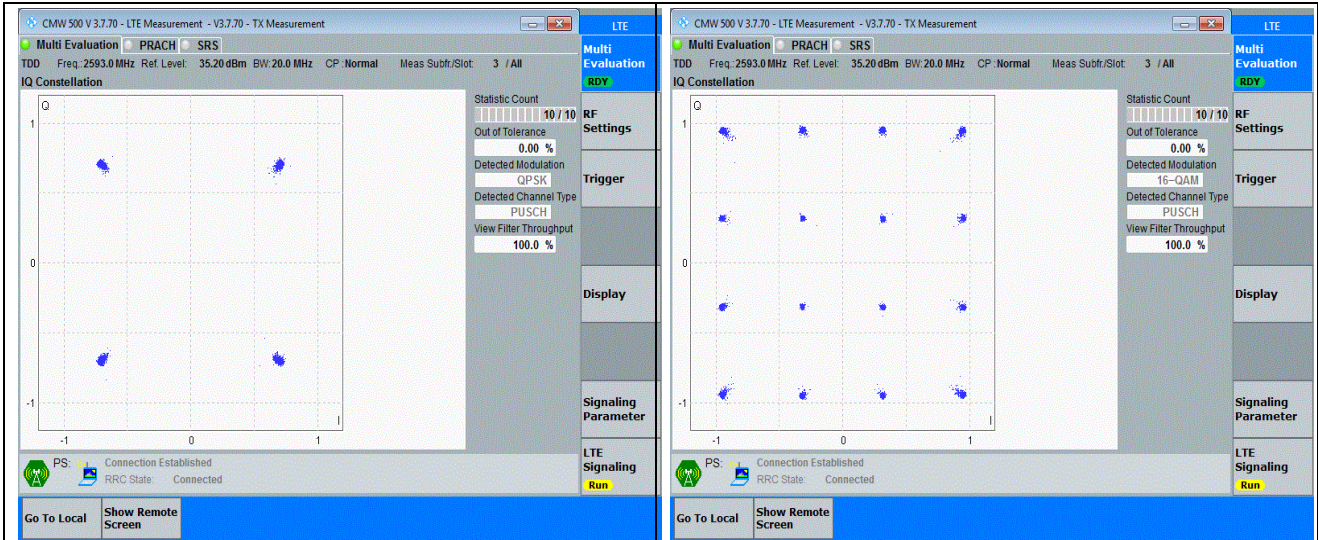 CMW 500 V 3.7.70 - LTE Measurement - V3.7.70 - TX Measurement
LTE
Multi Evaluation PRACH SRS
Multi
Evaluation
RDY
TDD Freq.:2593.0 MHz Ref. Level: 35.20 dBm BW:20.0 MHz CP :Normal Meas Subfr./Slot: 3 / All
IQ Constellation
Q
1
0
-1
-1 0 1
I
Statistic Count
10 / 10
Out of Tolerance
0.00 %
Detected Modulation
QPSK
Detected Channel Type
PUSCH
View Filter Throughput
100.0 %
RF
Settings
Trigger
Display
Signaling
Parameter
LTE
Signaling
Run
PS: Connection Established
RRC State: Connected
Go To Local
Show Remote
Screen
CMW 500 V 3.7.70 - LTE Measurement - V3.7.70 - TX Measurement
LTE
Multi Evaluation PRACH SRS
Multi
Evaluation
RDY
TDD Freq.:2593.0 MHz Ref. Level: 35.20 dBm BW:20.0 MHz CP :Normal Meas Subfr./Slot: 3 / All
IQ Constellation
Q
1
0
-1
-1 0 1
I
Statistic Count
10 / 10
Out of Tolerance
0.00 %
Detected Modulation
16-QAM
Detected Channel Type
PUSCH
View Filter Throughput
100.0 %
RF
Settings
Trigger
Display
Signaling
Parameter
LTE
Signaling
Run
PS: Connection Established
RRC State: Connected
Go To Local
Show Remote
Screen